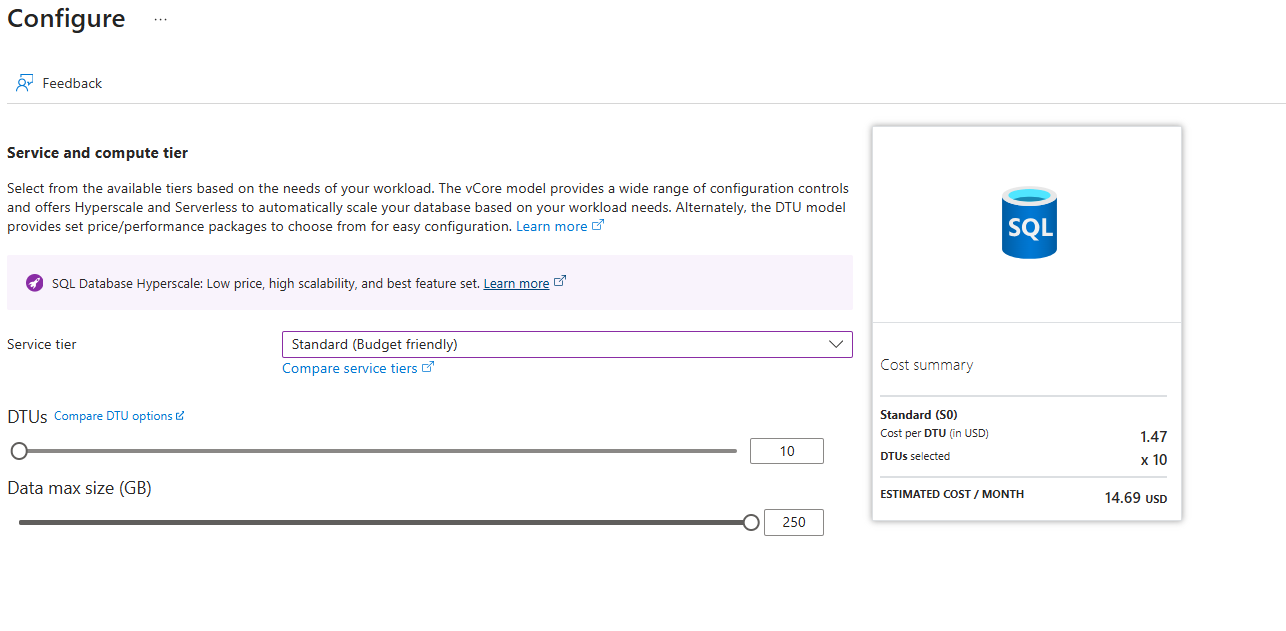 Configure
...
Feedback
Service and compute tier
Select from the available tiers based on the needs of your workload. The vCore model provides a wide range of configuration controls
and offers Hyperscale and Serverless to automatically scale your database based on your workload needs. Alternately, the DTU model
provides set price/performance packages to choose from for easy configuration. Learn more
SQL Database Hyperscale: Low price, high scalability, and best feature set. Learn more
Service tier
Standard (Budget friendly)
Compare service tiers
DTUs Compare DTU options
10
Data max size (GB)
250
SQL
Cost summary
Standard (S0)
Cost per DTU (in USD) 1.47
DTUs selected x 10
ESTIMATED COST / MONTH 14.69 USD